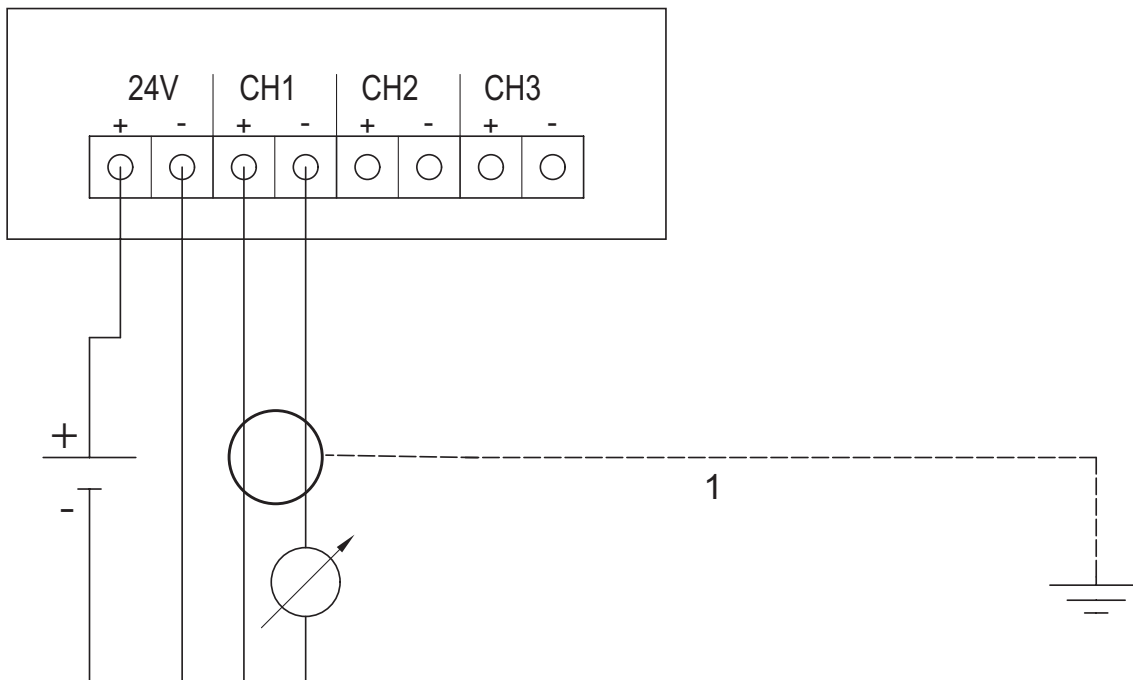 24V CH1 CH2 CH3
+ - + - + - + -
+
1
-